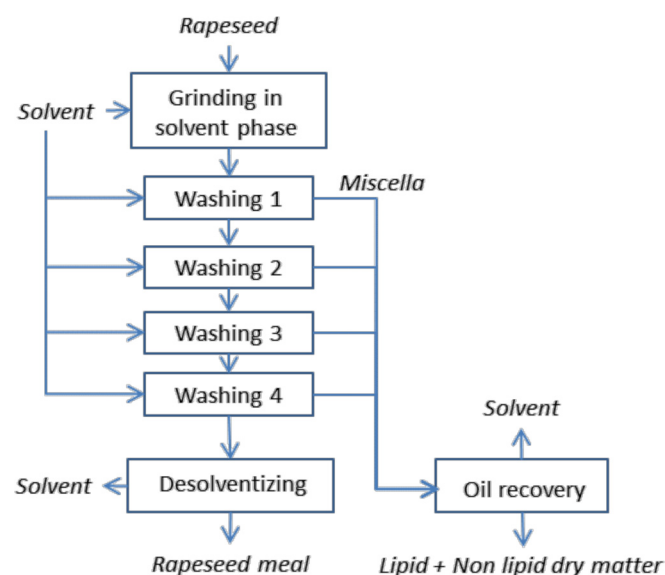 Rapeseed
Solvent
Grinding in
solvent phase
Miscella
Washing 1
Washing 2
Washing 3
Washing 4
Solvent
Solvent
Desolventizing
Oil recovery
Rapeseed meal
Lipid + Non lipid dry matter